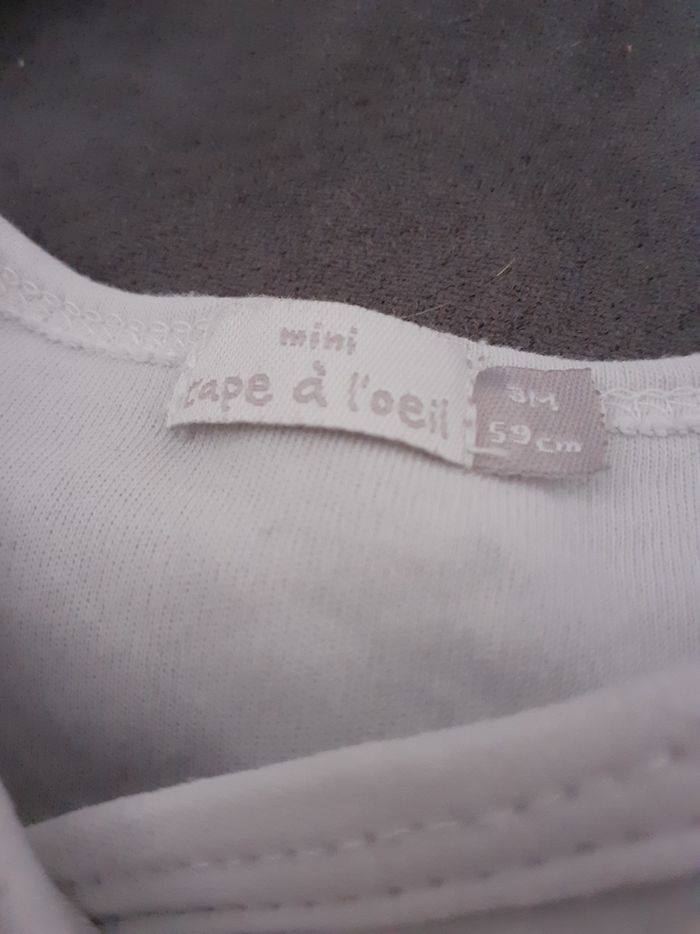 mini
tape à l'oeil
3M
59 cm